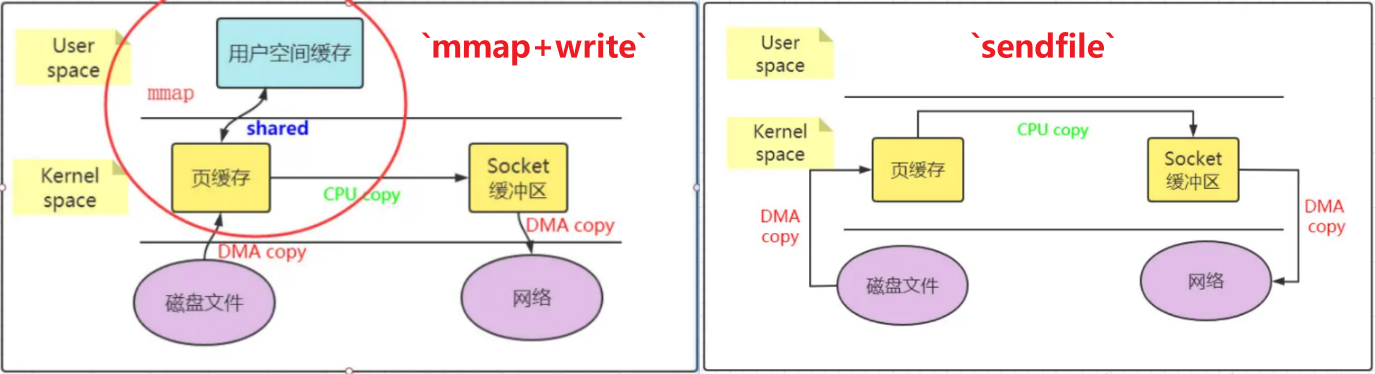 User
space
用户空间缓存
`mmap+write`
mmap
shared
Kernel
space
页缓存
CPU copy
Socket
缓冲区
DMA copy
DMA copy
磁盘文件
网络
User
space
`sendfile`
Kernel
space
CPU copy
页缓存
Socket
缓冲区
DMA
copy
DMA
copy
磁盘文件
网络